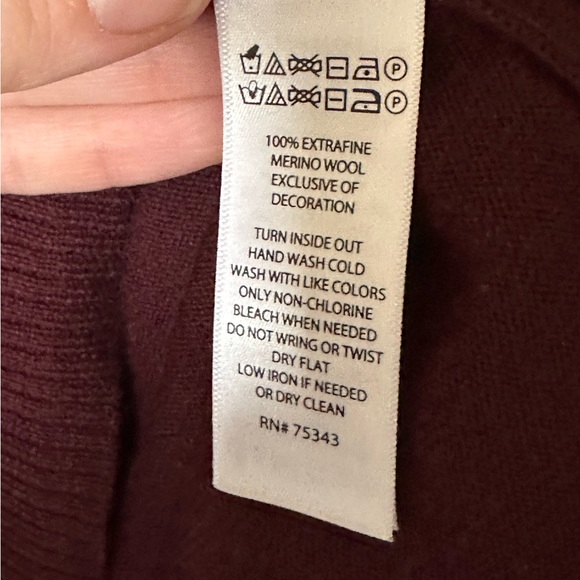 P
P
100% EXTRAFINE
MERINO WOOL
EXCLUSIVE OF
DECORATION
TURN INSIDE OUT
HAND WASH COLD
WASH WITH LIKE COLORS
ONLY NON-CHLORINE
BLEACH WHEN NEEDED
DO NOT WRING OR TWIST
DRY FLAT
LOW IRON IF NEEDED
OR DRY CLEAN
RN# 75343